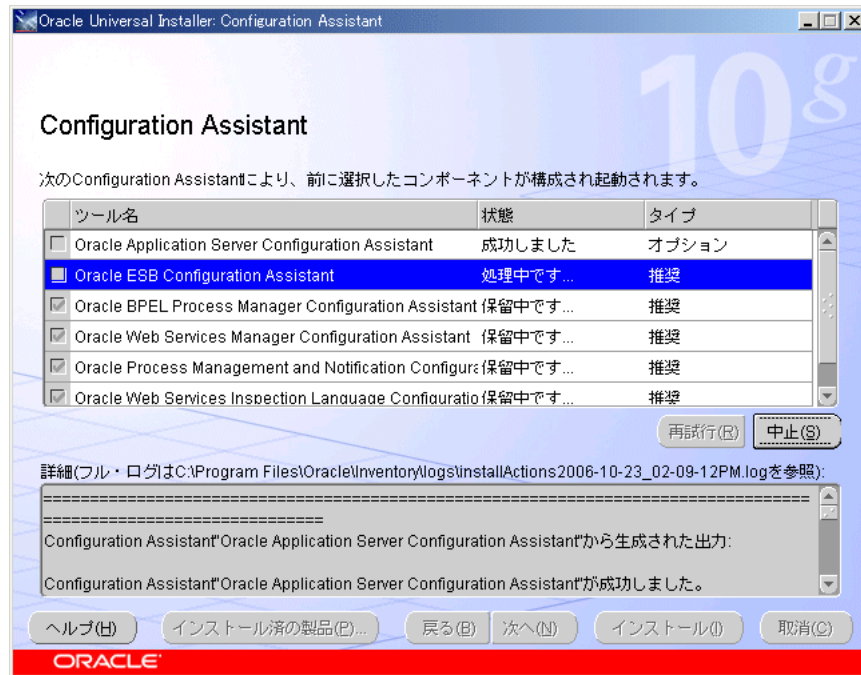 Oracle Universal Installer: Configuration Assistant
10g
Configuration Assistant
次のConfiguration Assistantにより、前に選択したコンポーネントが構成され起動されます。
ツール名 状態 タイプ
Oracle Application Server Configuration Assistant 成功しました オプション
Oracle ESB Configuration Assistant 処理中です... 推奨
Oracle BPEL Process Manager Configuration Assistant 保留中です... 推奨
Oracle Web Services Manager Configuration Assistant 保留中です... 推奨
Oracle Process Management and Notification Configura 保留中です... 推奨
Oracle Web Services Inspection Language Configuratio 保留中です... 推奨
再試行(R) 中止(S)
詳細(フル・ログはC:\Program Files\Oracle\Inventory\logs\installActions2006-10-23_02-09-12PM.logを参照):
Configuration Assistant"Oracle Application Server Configuration Assistant"から生成された出力:
Configuration Assistant"Oracle Application Server Configuration Assistant"が成功しました。
ヘルプ(H) インストール済の製品(P)... 戻る(B) 次へ(N) インストール(I) 取消(C)
ORACLE